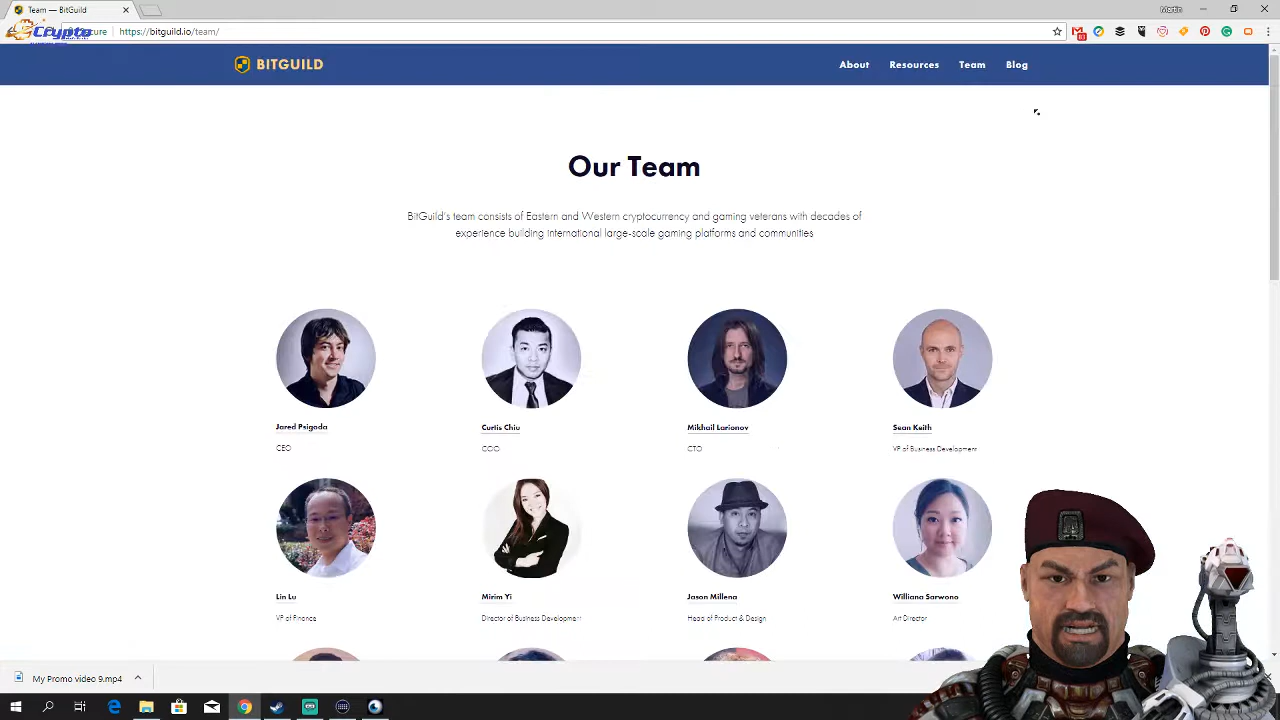 Team — BitGuild
Martin
Crypto
https://bitguild.io/team/
83
BITGUILD
About Resources Team Blog
Our Team
BitGuild's team consists of Eastern and Western cryptocurrency and gaming veterans with decades of
experience building international large-scale gaming platforms and communities
Jared Psigoda Curtis Chiu Mikhail Larionov Sean Keith
CEO COO CTO VP of Business Development
Lin Lu Mirim Yi Jason Millena Williana Sarwono
VP of Finance Director of Business Development Head of Product & Design Art Director
My Promo video 9.mp4